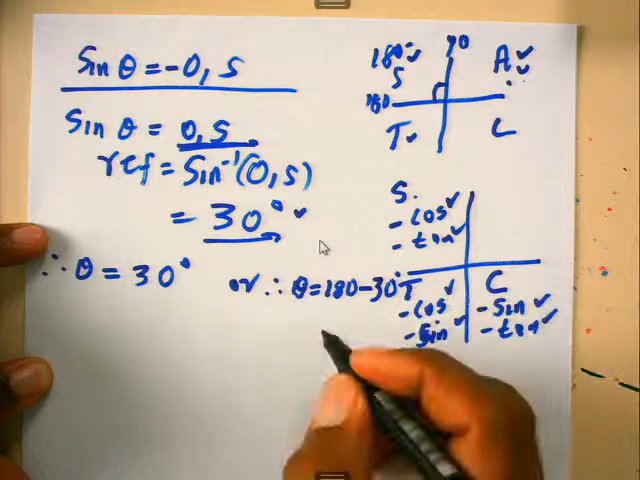 Sin θ = -0,5
Sin θ = 0,5
ref = Sin⁻¹(0,5)
= 30°
∴ θ = 30° or ∴ θ = 180 - 30°
90
180°-
S A
180
T C
S.
- cos
- tan
T C
- cos - Sin
- Sin - tan